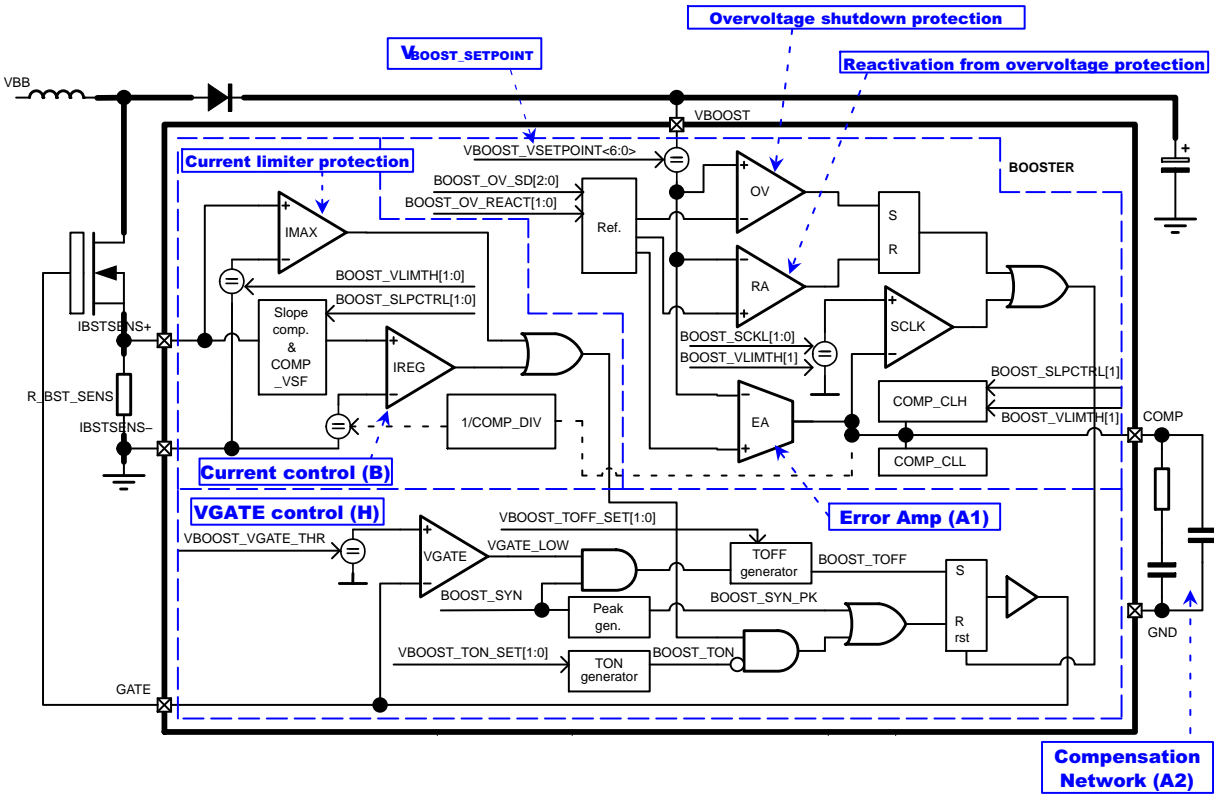 Overvoltage shutdown protection
VBOOST_SETPOINT
Reactivation from overvoltage protection
VBB
VBOOST
VBOOST_VSETPOINT<6:0>
BOOSTER
Current limiter protection
BOOST_OV_SD[2:0]
BOOST_OV_REACT[1:0]
Ref.
+
OV
−
S
R
+
IMAX
−
+
BOOST_VLIMTH[1:0]
BOOST_SLPCTRL[1:0]
−
RA
+
IBSTSENS+
Slope
comp.
&
COMP
_VSF
+
IREG
−
BOOST_SCKL[1:0]
BOOST_VLIMTH[1]
+
SCLK
−
R_BST_SENS
IBSTSENS−
1/COMP_DIV
−
EA
+
COMP_CLH
BOOST_SLPCTRL[1]
BOOST_VLIMTH[1]
COMP
COMP_CLL
Current control (B)
VGATE control (H)
Error Amp (A1)
VBOOST_VGATE_THR
+
VGATE
−
VGATE_LOW
VBOOST_TOFF_SET[1:0]
TOFF
generator
BOOST_TOFF
S
R
rst
BOOST_SYN
Peak
gen.
BOOST_SYN_PK
VBOOST_TON_SET[1:0]
TON
generator
BOOST_TON
GND
GATE
Compensation
Network (A2)